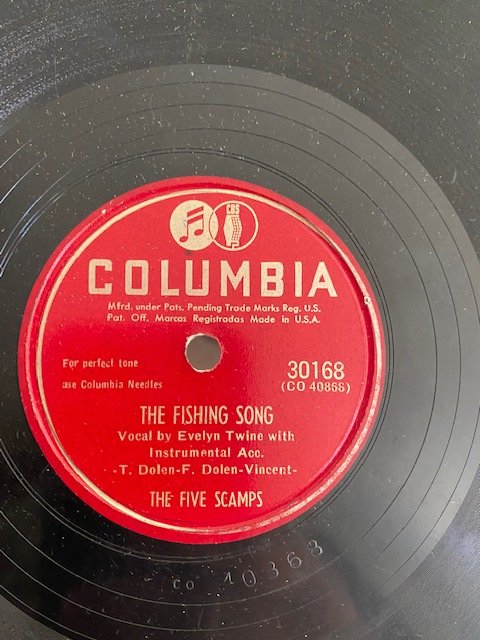 CBS
COLUMBIA
Mfrd. under Pats. Pending Trade Marks Reg. U.S.
Pat. Off. Marcas Registradas Made in U.S.A.
For perfect tone
use Columbia Needles
30168
(CO 40868)
THE FISHING SONG
Vocal by Evelyn Twine with
Instrumental Acc.
-T. Dolen-F. Dolen-Vincent-
THE FIVE SCAMPS
CO 40868